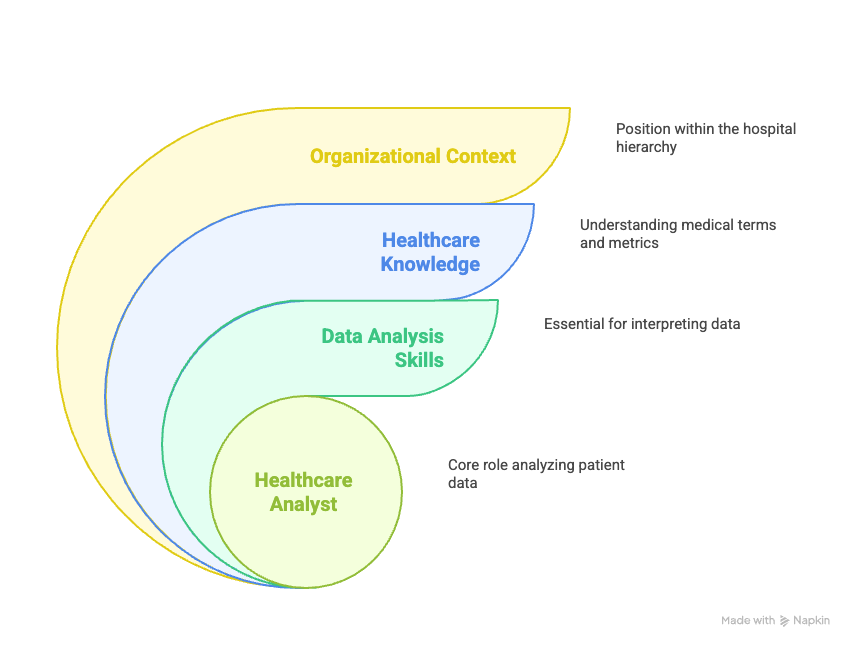 Organizational Context
Position within the hospital
hierarchy
Healthcare
Knowledge
Understanding medical terms
and metrics
Data Analysis
Skills
Essential for interpreting data
Healthcare
Analyst
Core role analyzing patient
data
Made with Napkin